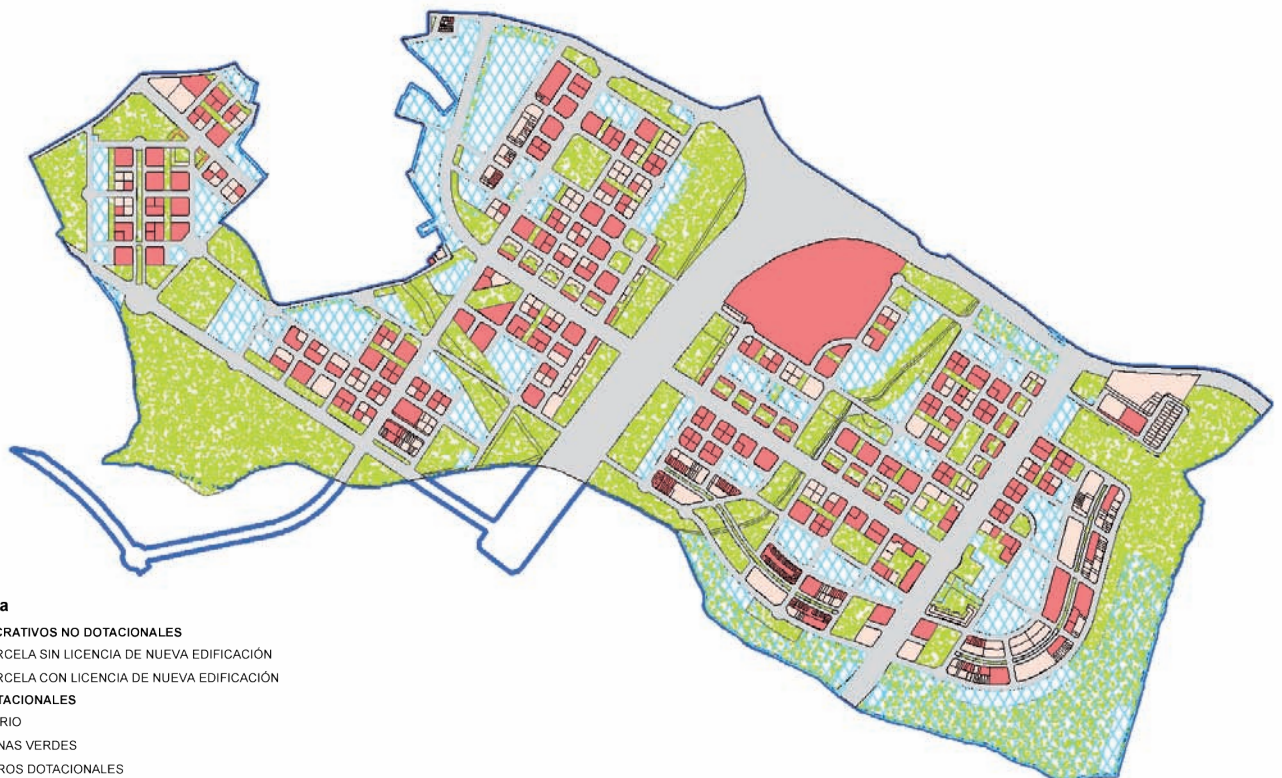 a
CRATIVOS NO DOTACIONALES
RCELA SIN LICENCIA DE NUEVA EDIFICACIÓN
RCELA CON LICENCIA DE NUEVA EDIFICACIÓN
TACIONALES
RIO
NAS VERDES
ROS DOTACIONALES